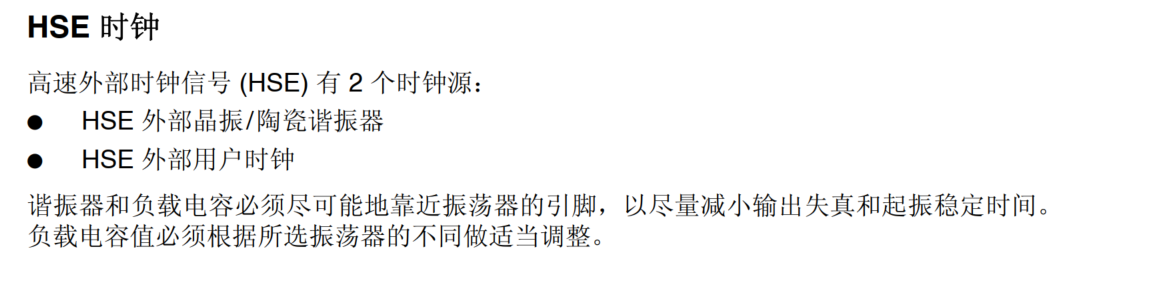 HSE 时钟
高速外部时钟信号 (HSE) 有 2 个时钟源：
● HSE 外部晶振/陶瓷谐振器
● HSE 外部用户时钟
谐振器和负载电容必须尽可能地靠近振荡器的引脚，以尽量减小输出失真和起振稳定时间。
负载电容值必须根据所选振荡器的不同做适当调整。